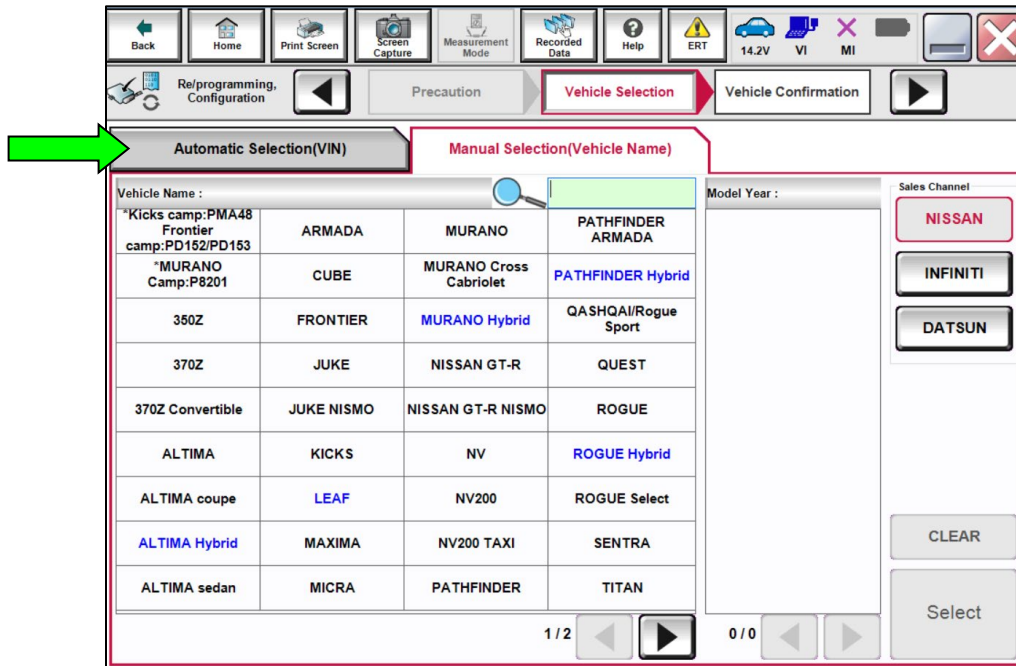 Back
Home
Print Screen
Screen
Capture
Measurement
Mode
Recorded
Data
Help
ERT
14.2V
VI
MI
Re/programming,
Configuration
Precaution
Vehicle Selection
Vehicle Confirmation
Automatic Selection(VIN)
Manual Selection(Vehicle Name)
Vehicle Name :
Model Year :
Sales Channel
*Kicks camp:PMA48
Frontier
camp:PD152/PD153
ARMADA
MURANO
PATHFINDER
ARMADA
NISSAN
*MURANO
Camp:P8201
CUBE
MURANO Cross
Cabriolet
PATHFINDER Hybrid
INFINITI
350Z
FRONTIER
MURANO Hybrid
QASHQAI/Rogue
Sport
DATSUN
370Z
JUKE
NISSAN GT-R
QUEST
370Z Convertible
JUKE NISMO
NISSAN GT-R NISMO
ROGUE
ALTIMA
KICKS
NV
ROGUE Hybrid
ALTIMA coupe
LEAF
NV200
ROGUE Select
ALTIMA Hybrid
MAXIMA
NV200 TAXI
SENTRA
CLEAR
ALTIMA sedan
MICRA
PATHFINDER
TITAN
Select
1/2
0/0